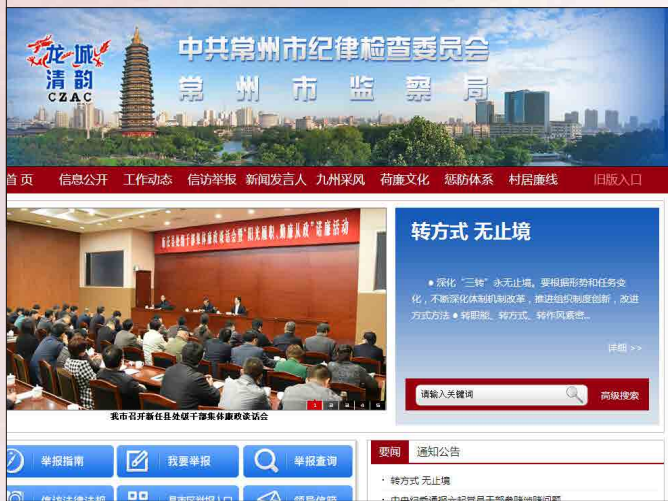 龙城
清韵
CZAC
中共常州市纪律检查委员会
常州市监察局
首页 信息公开 工作动态 信访举报 新闻发言人 九州采风 荷廉文化 惩防体系 村居廉线 旧版入口
转方式 无止境
●深化“三转”永无止境。要根据形势和任务变
化，不断深化体制机制改革，推进组织制度创新，改进
方式方法 ● 转职能、转方式、转作风紧密...
详细 >>
请输入关键词 高级搜索
1 2 3 4 5
我市召开新任县处级干部集体廉政谈话会
举报指南 我要举报 举报查询
要闻 通知公告
· 转方式 无止境